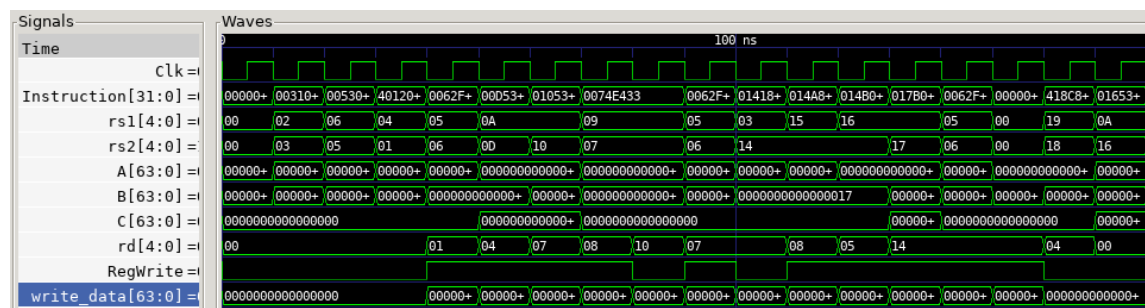 Signals
Waves
Time
0
100 ns
Clk =
Instruction[31:0] = 00000+ 00310+ 00530+ 40120+ 0062F+ 00D53+ 01053+ 0074E433 0062F+ 01418+ 014A8+ 014B0+ 017B0+ 0062F+ 00000+ 418C8+ 01653+
rs1[4:0] = 00 02 06 04 05 0A 09 05 03 15 16 05 00 19 0A
rs2[4:0] = 00 03 05 01 06 0D 10 07 06 14 17 06 00 18 16
A[63:0] = 00000+ 00000+ 00000+ 00000+ 00000+ 000000000000+ 000000000000+ 00000+ 00000+ 00000+ 000000000000+ 00000+ 000000000000+ 00000+
B[63:0] = 00000+ 00000+ 00000+ 00000+ 000000000000+ 00000+ 00000+ 000000000000+ 00000+ 0000000000000017 00000+ 00000+ 00000+ 00000+ 00000+
C[63:0] = 0000000000000000 000000000000+ 0000000000000000 00000+ 0000000000000000 00000+
rd[4:0] = 00 01 04 07 08 10 07 08 05 14 04 00
RegWrite =
write_data[63:0] = 0000000000000000 00000+ 00000+ 00000+ 00000+ 00000+ 00000+ 00000+ 00000+ 00000+ 00000+ 00000+ 00000+ 000000000000+